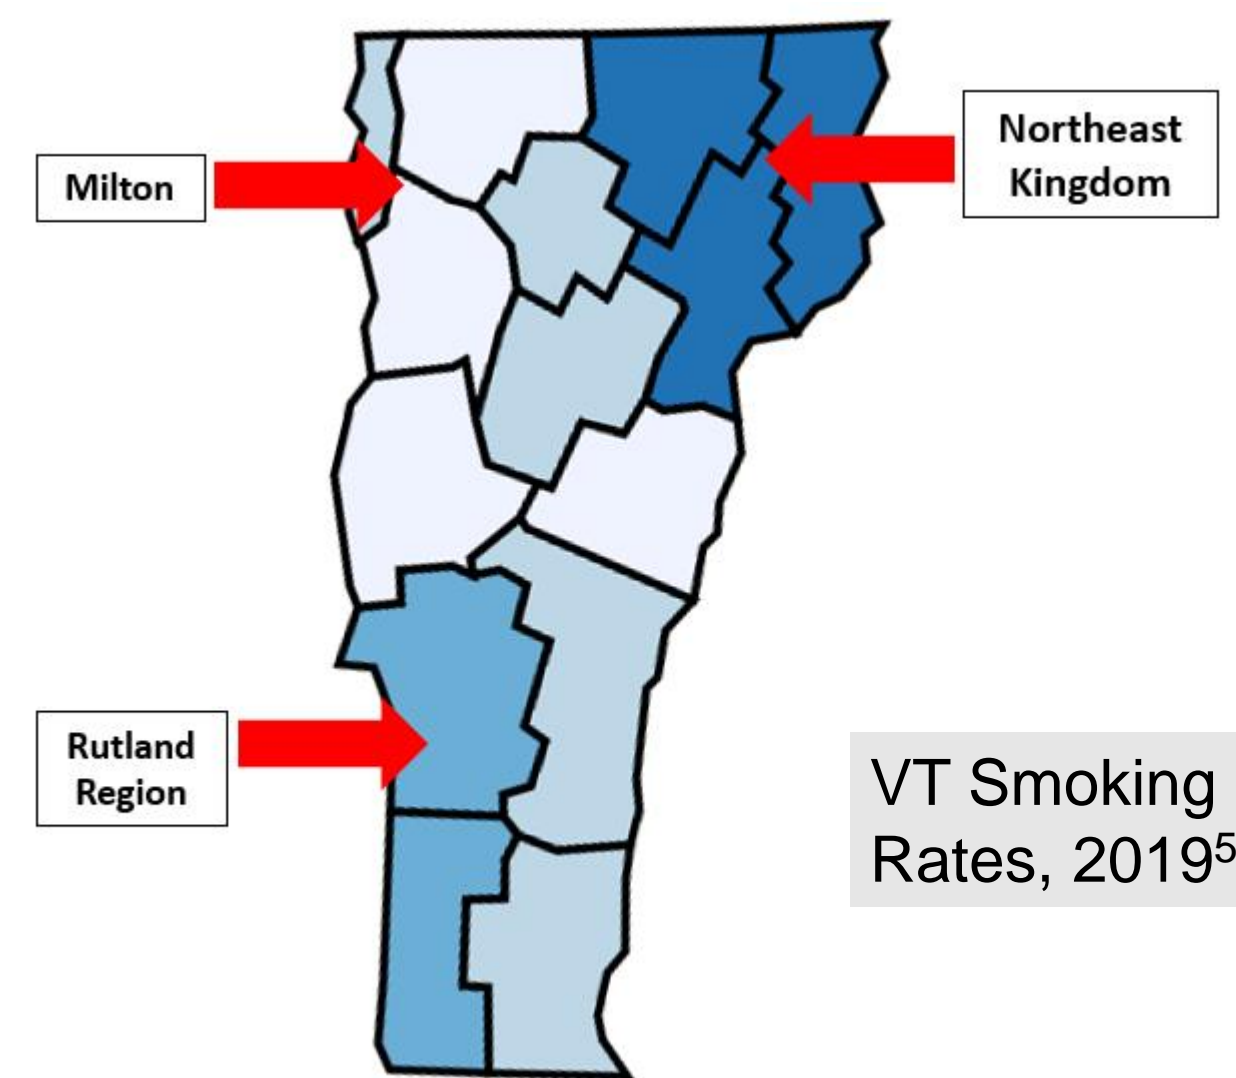 Northeast
Kingdom
Milton
Rutland
Region
VT Smoking
Rates, 2019⁵